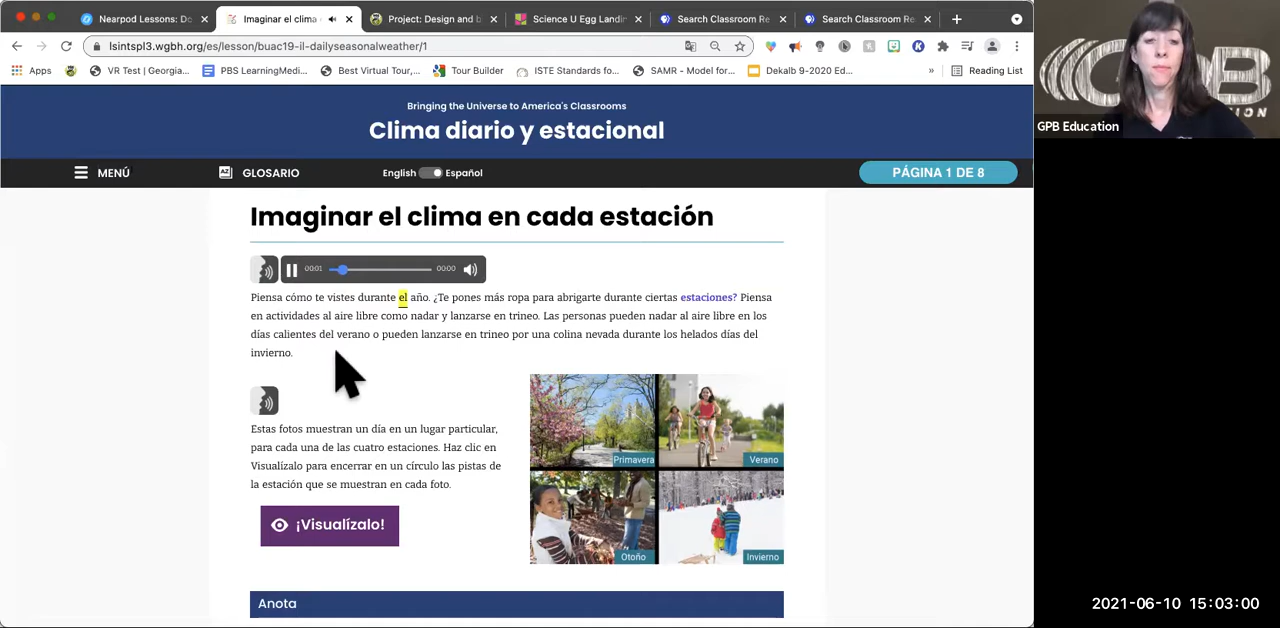 Nearpod Lessons: Do
Imaginar el clima
Project: Design and b
Science U Egg Landin
Search Classroom Re
Search Classroom Re
lsintspl3.wgbh.org/es/lesson/buac19-il-dailyseasonalweather/1
Apps
VR Test | Georgia...
PBS LearningMedi...
Best Virtual Tour,...
Tour Builder
ISTE Standards fo...
SAMR - Model for...
Dekalb 9-2020 Ed...
»
Reading List
Bringing the Universe to America's Classrooms
Clima diario y estacional
MENÚ
GLOSARIO
English Español
PÁGINA 1 DE 8
Imaginar el clima en cada estación
00:01 00:00
Piensa cómo te vistes durante el año. ¿Te pones más ropa para abrigarte durante ciertas estaciones? Piensa
en actividades al aire libre como nadar y lanzarse en trineo. Las personas pueden nadar al aire libre en los
días calientes del verano o pueden lanzarse en trineo por una colina nevada durante los helados días del
invierno.
Estas fotos muestran un día en un lugar particular,
para cada una de las cuatro estaciones. Haz clic en
Visualízalo para encerrar en un círculo las pistas de
la estación que se muestran en cada foto.
¡Visualízalo!
Primavera
Verano
Otoño
Invierno
Anota
GPB Education
2021-06-10 15:03:00